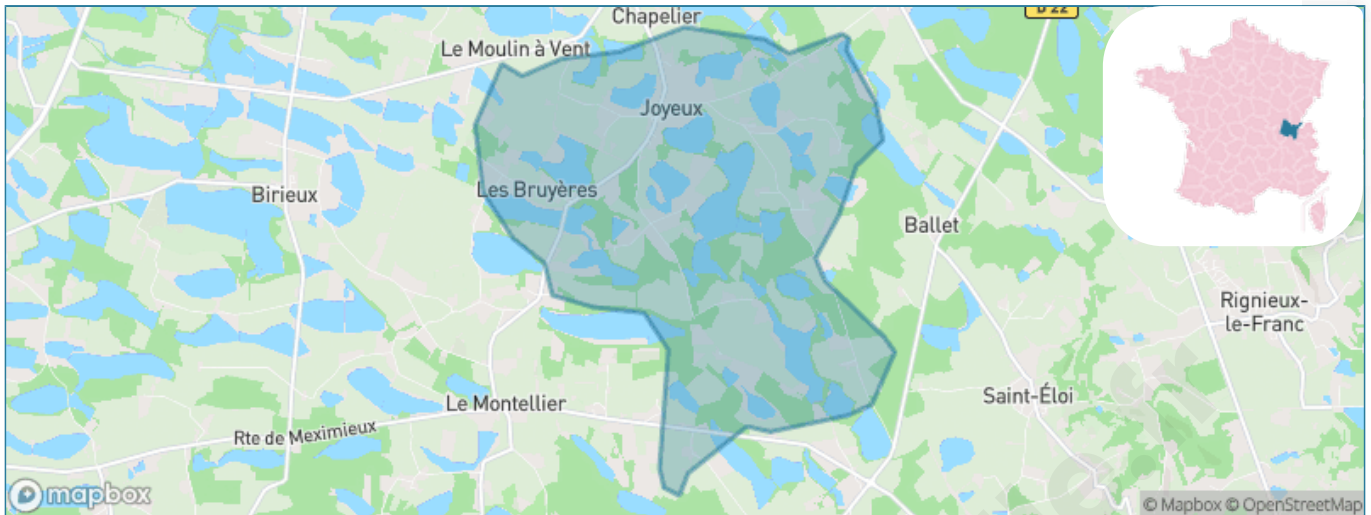 Chapelier
D 22
Le Moulin à Vent
Joyeux
Birieux
Les Bruyères
Ballet
Rignieux-
le-Franc
Saint-Éloi
Le Montellier
Rte de Meximieux
mapbox
© Mapbox © OpenStreetMap